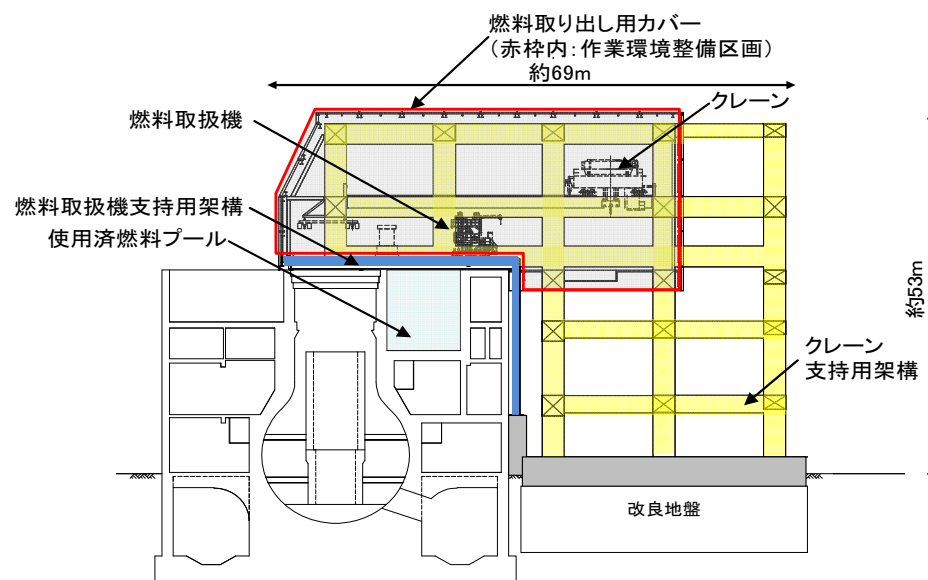 燃料取り出し用カバー
（赤枠内：作業環境整備区画）
約69m
クレーン
燃料取扱機
燃料取扱機支持用架構
使用済燃料プール
約53m
クレーン
支持用架構
改良地盤